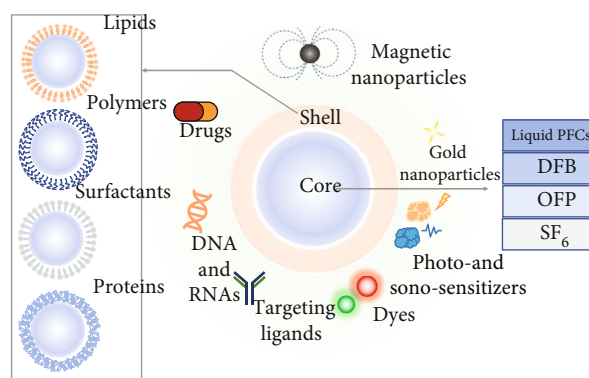 Lipids
Polymers
Surfactants
Proteins
Magnetic
nanoparticles
Drugs
Shell
Core
Gold
nanoparticles
DNA
and
RNAs
Targeting
ligands
Dyes
Photo-and
sono-sensitizers
Liquid PFCs
DFB
OFP
SF₆